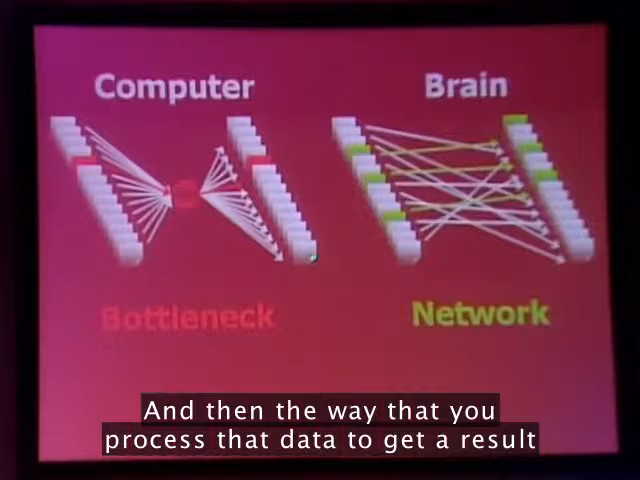 Computer
Brain
Bottleneck
Network
And then the way that you
process that data to get a result